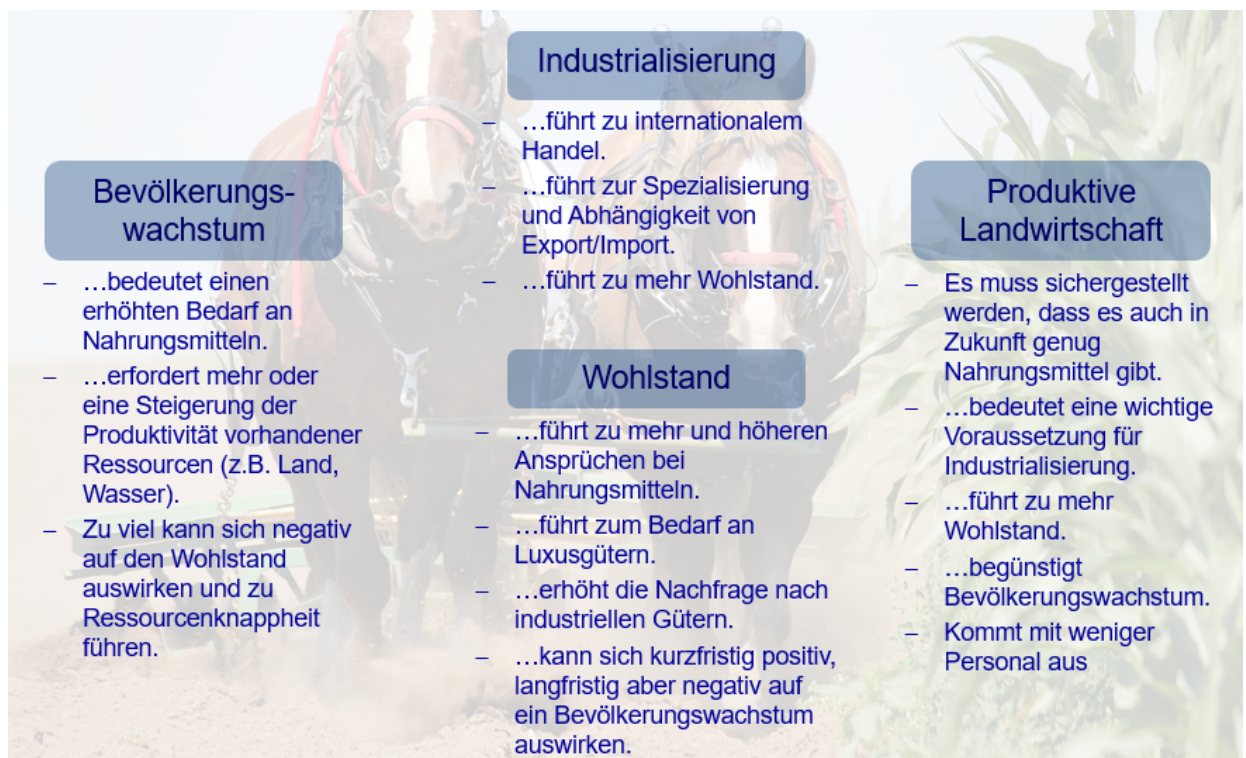 Industrialisierung
– …führt zu internationalem
Handel.
– …führt zur Spezialisierung
und Abhängigkeit von
Export/Import.
– …führt zu mehr Wohlstand.
Bevölkerungs-
wachstum
– …bedeutet einen
erhöhten Bedarf an
Nahrungsmitteln.
– …erfordert mehr oder
eine Steigerung der
Produktivität vorhandener
Ressourcen (z.B. Land,
Wasser).
– Zu viel kann sich negativ
auf den Wohlstand
auswirken und zu
Ressourcenknappheit
führen.
Wohlstand
– …führt zu mehr und höheren
Ansprüchen bei
Nahrungsmitteln.
– …führt zum Bedarf an
Luxusgütern.
– …erhöht die Nachfrage nach
industriellen Gütern.
– …kann sich kurzfristig positiv,
langfristig aber negativ auf
ein Bevölkerungswachstum
auswirken.
Produktive
Landwirtschaft
– Es muss sichergestellt
werden, dass es auch in
Zukunft genug
Nahrungsmittel gibt.
– …bedeutet eine wichtige
Voraussetzung für
Industrialisierung.
– …führt zu mehr
Wohlstand.
– …begünstigt
Bevölkerungswachstum.
– Kommt mit weniger
Personal aus